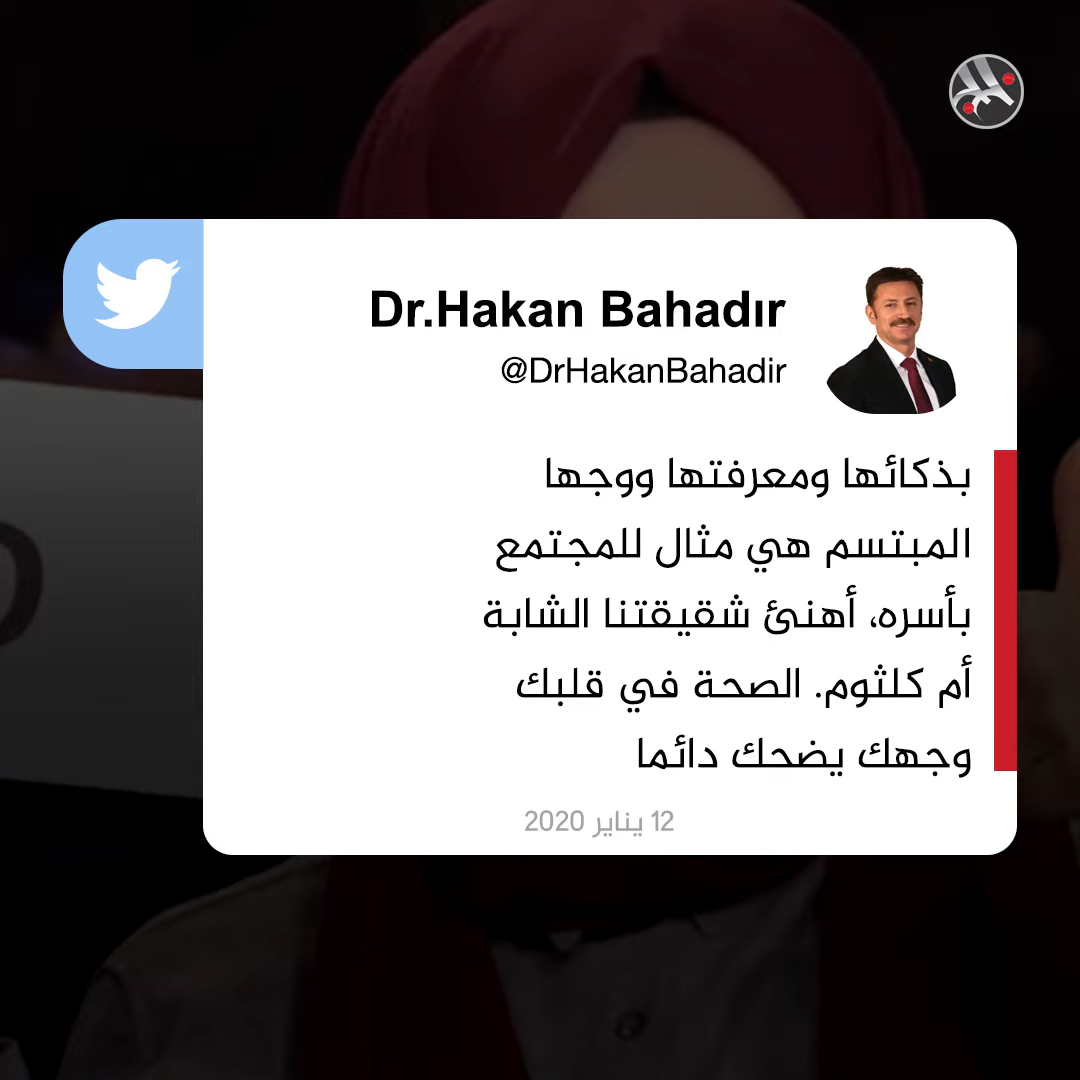 Dr.Hakan Bahadır
@DrHakanBahadir
بذكائها ومعرفتها ووجها
المبتسم هي مثال للمجتمع
بأسره، أهنئ شقيقتنا الشابة
أم كلثوم. الصحة في قلبك
وجهك يضحك دائما
12 يناير 2020